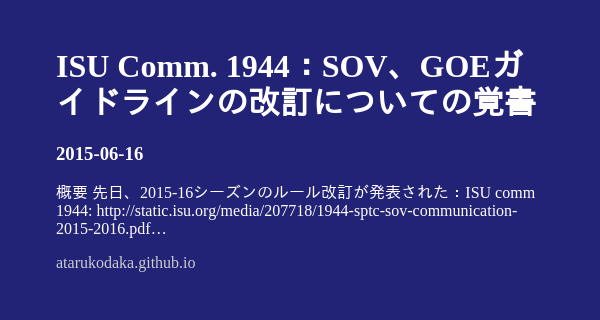 ISU Comm. 1944：SOV、GOEガ
イドラインの改訂についての覚書
2015-06-16
概要 先日、2015-16シーズンのルール改訂が発表された：ISU comm
1944: http://static.isu.org/media/207718/1944-sptc-sov-communication-
2015-2016.pdf…
atarukodaka.github.io